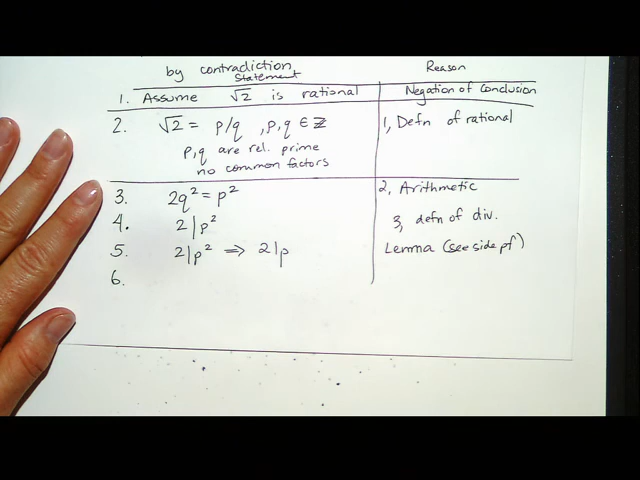 by contradiction
Statement Reason
1. Assume √2 is rational Negation of Conclusion
2. √2 = p/q , p, q ∈ ℤ 1, Defn of rational
p, q are rel. prime
no common factors
3. 2q² = p² 2, Arithmetic
4. 2|p² 3, defn of div.
5. 2|p² ⟹ 2|p Lemma (see side pf)
6.